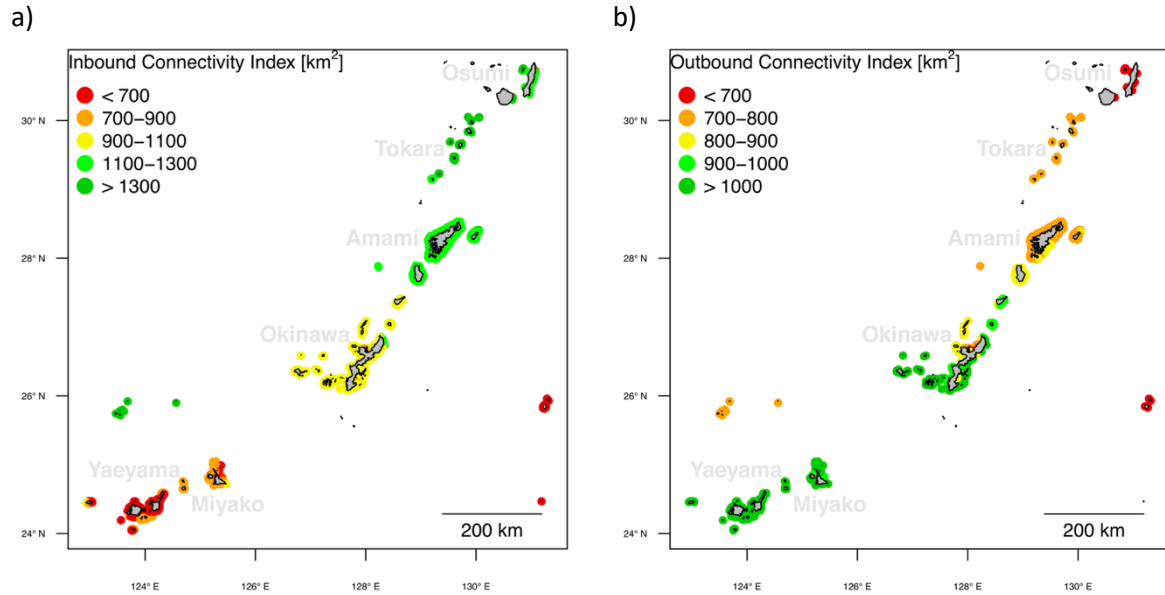 a)
Inbound Connectivity Index [km²]
< 700
700−900
900−1100
1100−1300
> 1300
Osumi
Tokara
Amami
Okinawa
Yaeyama
Miyako
200 km
30° N
28° N
26° N
24° N
124° E
126° E
128° E
130° E
b)
Outbound Connectivity Index [km²]
< 700
700−800
800−900
900−1000
> 1000
Osumi
Tokara
Amami
Okinawa
Yaeyama
Miyako
200 km
30° N
28° N
26° N
24° N
124° E
126° E
128° E
130° E